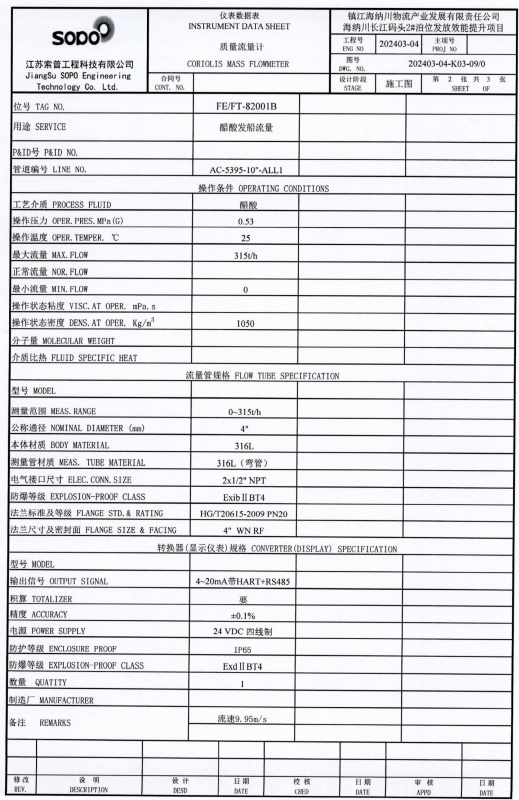 SOPO
江苏索普工程科技有限公司
JiangSu SOPO Engineering
Technology Co. Ltd.
仪表数据表
INSTRUMENT DATA SHEET
质量流量计
CORIOLIS MASS FLOWMETER
合同号
CONT. NO.
镇江海纳川物流产业发展有限责任公司
海纳川长江码头2#泊位发放效能提升项目
工程号 ENG NO 202403-04 主项号 PROJ NO
图号 DWG. NO. 202403-04-K03-09/0
设计阶段 STAGE 施工图 第 2 张 共 3 张
SHEET OF
位号 TAG NO. FE/FT-82001B
用途 SERVICE 醋酸发船流量
P&ID号 P&ID NO.
管道编号 LINE NO. AC-5395-10"-ALL1
操作条件 OPERATING CONDITIONS
工艺介质 PROCESS FLUID 醋酸
操作压力 OPER.PRES.MPa(G) 0.53
操作温度 OPER.TEMPER. ℃ 25
最大流量 MAX.FLOW 315t/h
正常流量 NOR.FLOW
最小流量 MIN.FLOW 0
操作状态粘度 VISC.AT OPER. mPa.s
操作状态密度 DENS.AT OPER. Kg/m³ 1050
分子量 MOLECULAR WEIGHT
介质比热 FLUID SPECIFIC HEAT
流量管规格 FLOW TUBE SPECIFICATION
型号 MODEL
测量范围 MEAS.RANGE 0~315t/h
公称通径 NOMINAL DIAMETER (mm) 4"
本体材质 BODY MATERIAL 316L
测量管材质 MEAS. TUBE MATERIAL 316L（弯管）
电气接口尺寸 ELEC.CONN.SIZE 2x1/2" NPT
防爆等级 EXPLOSION-PROOF CLASS ExibⅡBT4
法兰标准及等级 FLANGE STD.& RATING HG/T20615-2009 PN20
法兰尺寸及密封面 FLANGE SIZE & FACING 4" WN RF
转换器(显示仪表)规格 CONVERTER(DISPLAY) SPECIFICATION
型号 MODEL
输出信号 OUTPUT SIGNAL 4~20mA带HART+RS485
积算 TOTALIZER 要
精度 ACCURACY ±0.1%
电源 POWER SUPPLY 24 VDC 四线制
防护等级 ENCLOSURE PROOF IP65
防爆等级 EXPLOSION-PROOF CLASS ExdⅡBT4
数量 QUATITY 1
制造厂 MANUFACTURER
备注 REMARKS 流速9.95m/s
修改 说明 设计 日期 校核 日期 审核 日期
REV. DESCRIPTION DESD DATE CHED DATE APPD DATE